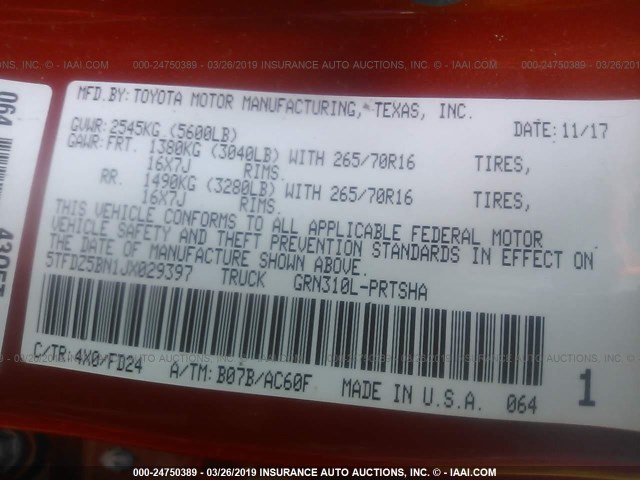 000-24750389 - 03/26/2019 INSURANCE AUTO AUCTIONS, INC. - © IAAI.COM
MFD.BY:TOYOTA MOTOR MANUFACTURING, TEXAS, INC.
GVWR:2545KG (5600LB) DATE:11/17
GAWR:FRT. 1380KG (3040LB) WITH 265/70R16 TIRES,
16X7J RIMS.
RR. 1490KG (3280LB) WITH 265/70R16 TIRES,
16X7J RIMS.
THIS VEHICLE CONFORMS TO ALL APPLICABLE FEDERAL MOTOR
VEHICLE SAFETY AND THEFT PREVENTION STANDARDS IN EFFECT ON
THE DATE OF MANUFACTURE SHOWN ABOVE.
5TFDZ5BN1JX029397 TRUCK GRN310L-PRTSHA
C/TR:4X0/FD24 A/TM:B07B/AC60F MADE IN U.S.A. 064 1
064
000-24750389 - 03/26/2019 INSURANCE AUTO AUCTIONS, INC. - © IAAI.COM